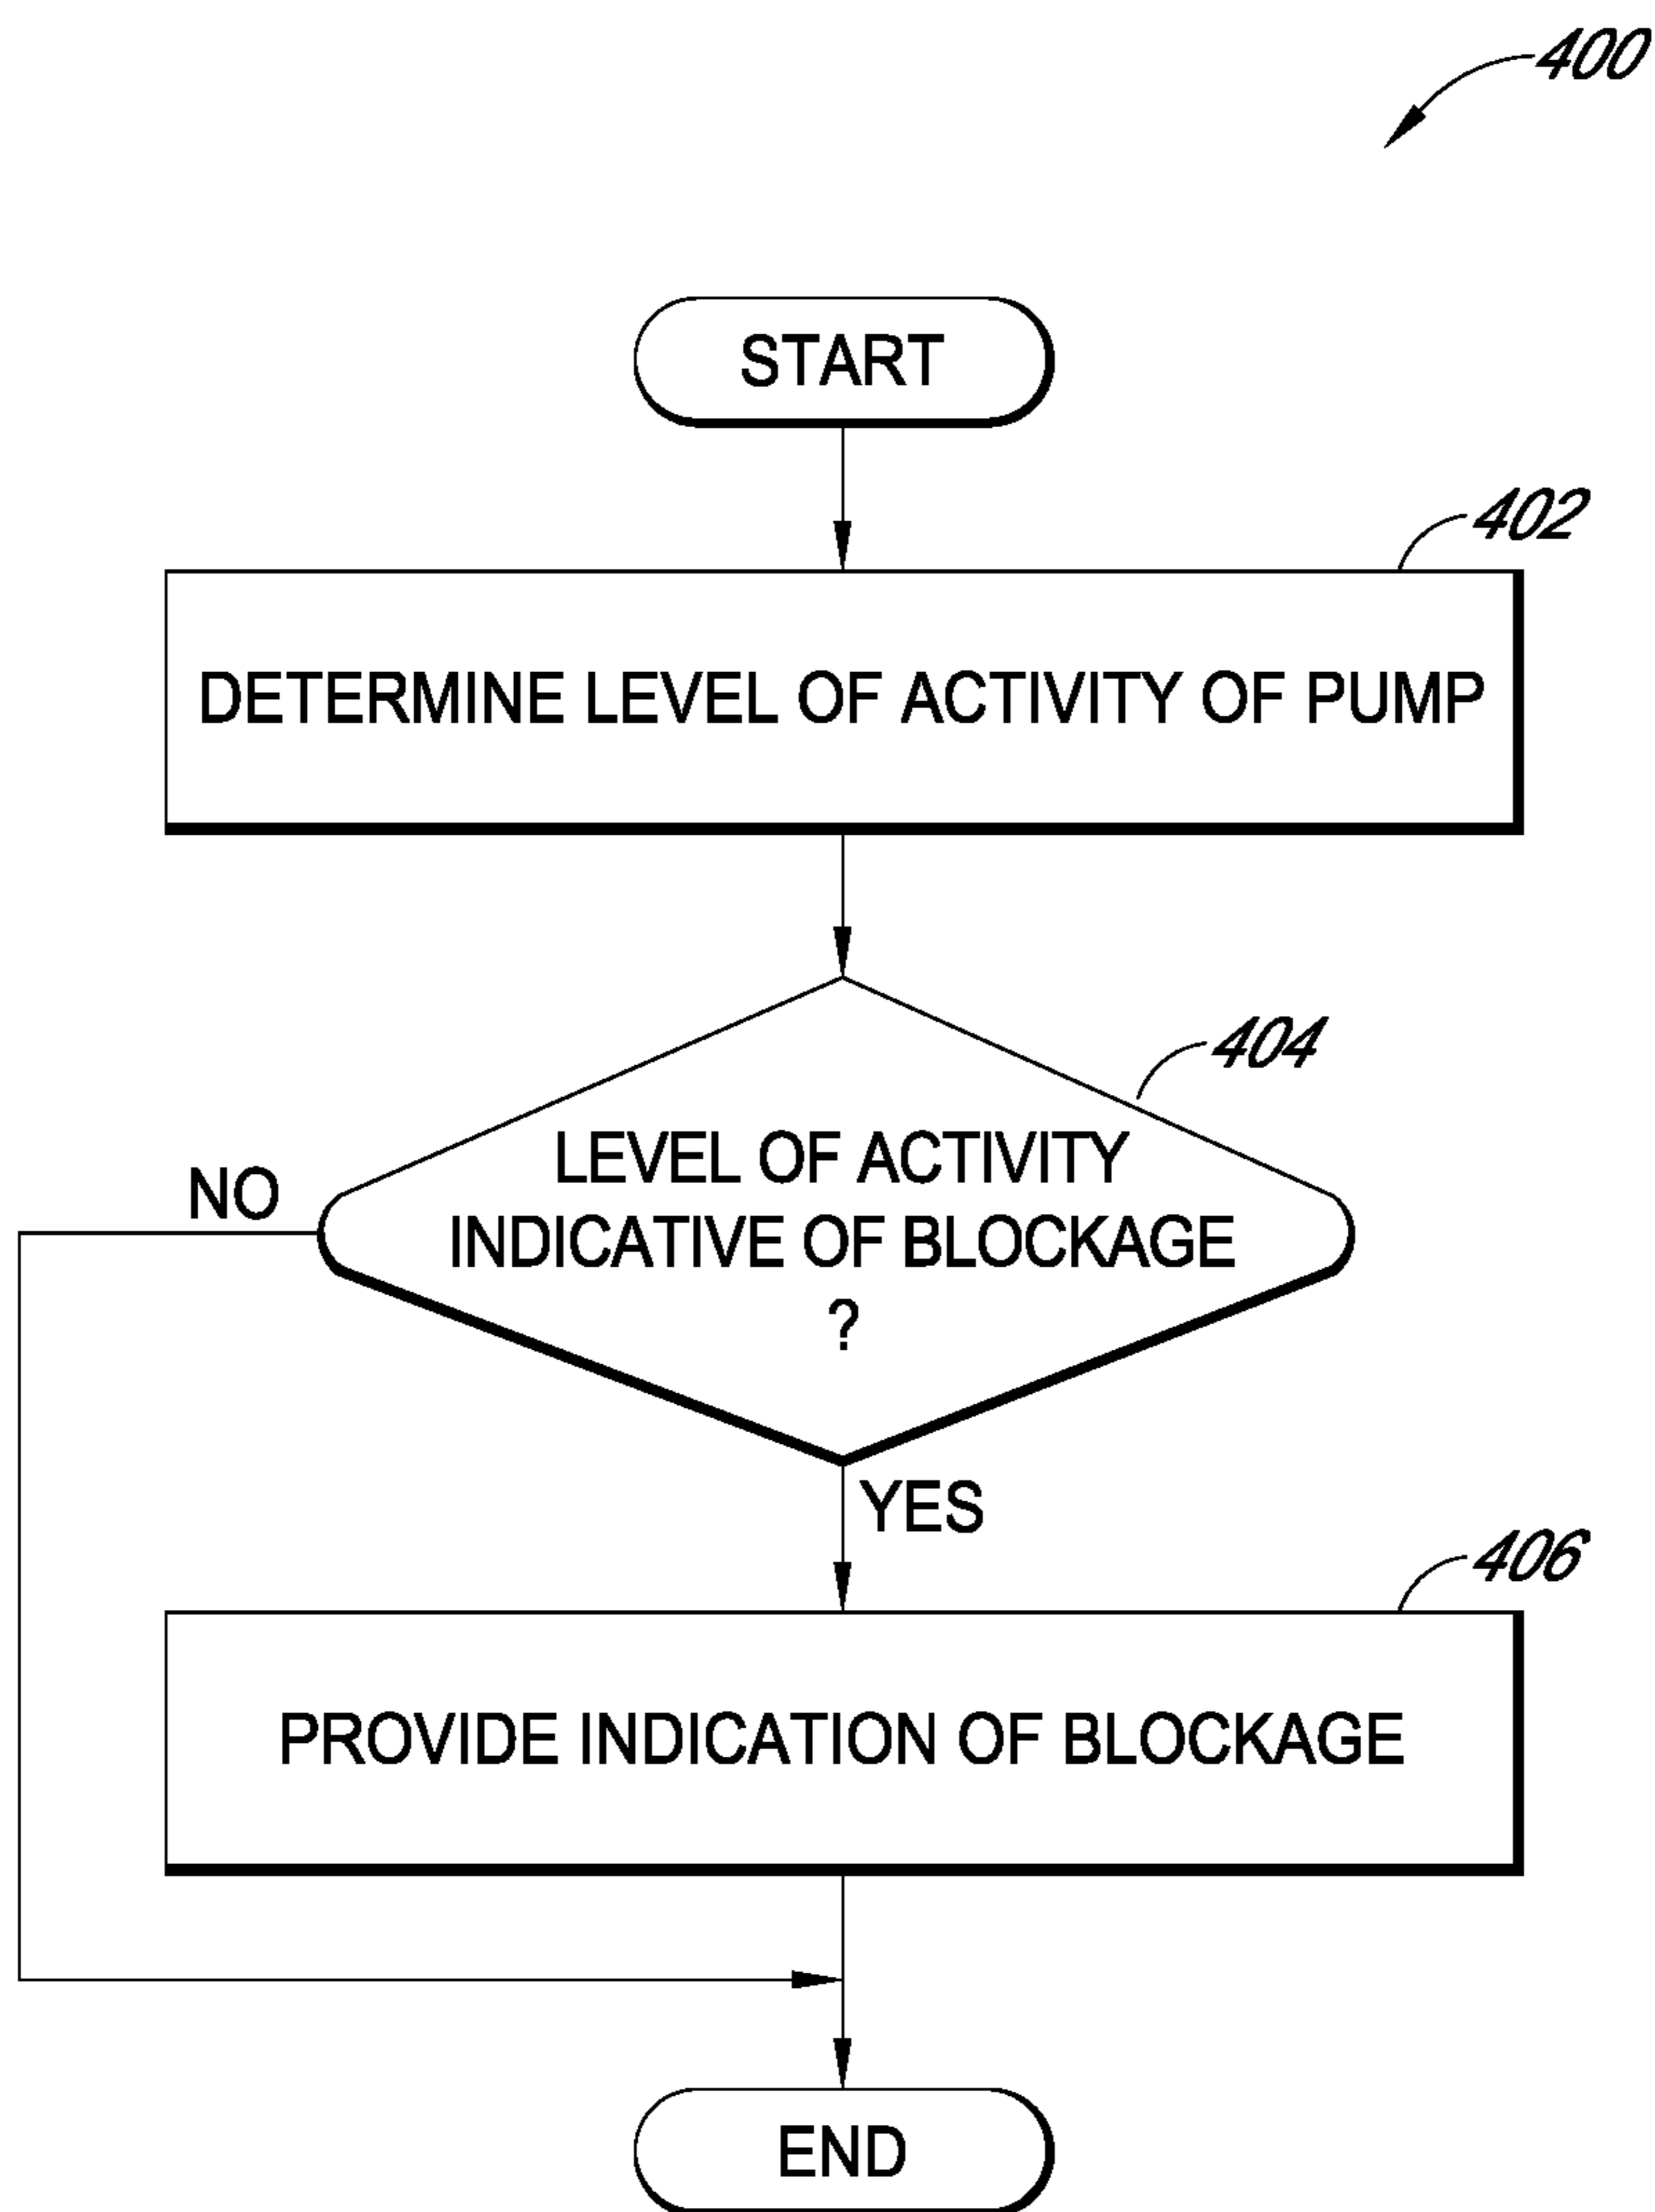 400
START
402
DETERMINE LEVEL OF ACTIVITY OF PUMP
404
LEVEL OF ACTIVITY
INDICATIVE OF BLOCKAGE
?
NO
YES
406
PROVIDE INDICATION OF BLOCKAGE
END